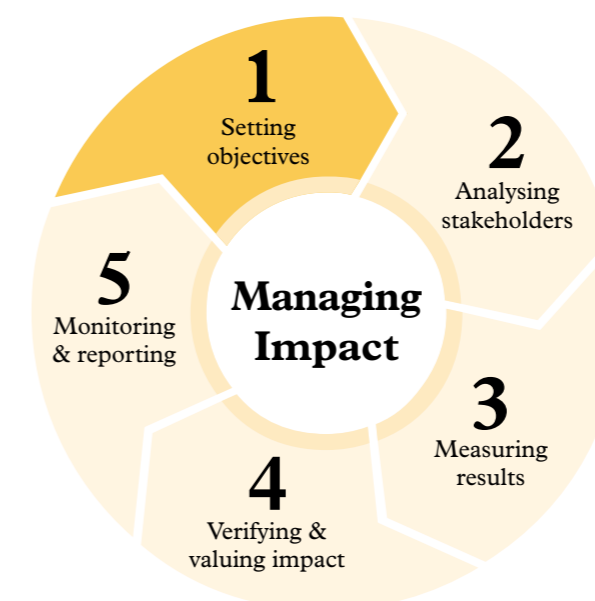 1
Setting
objectives
2
Analysing
stakeholders
3
Measuring
results
4
Verifying &
valuing impact
5
Monitoring
& reporting
Managing
Impact